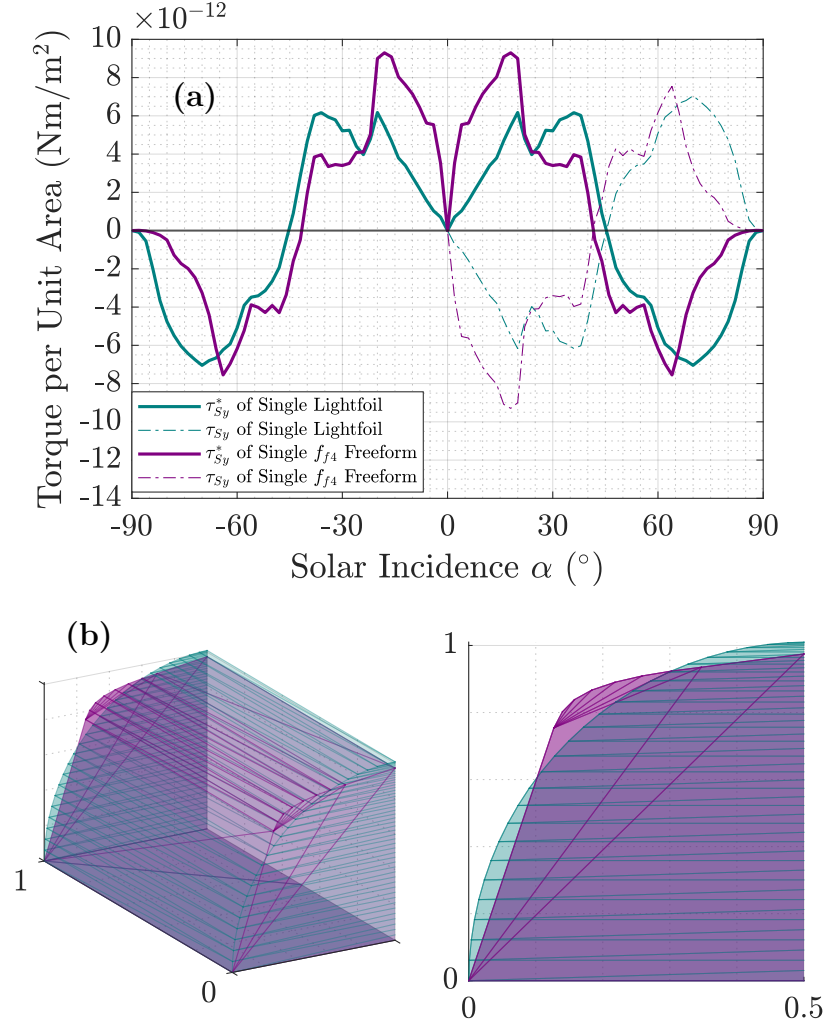 ×10⁻¹²
10
8
6
4
2
0
-2
-4
-6
-8
-10
-12
-14
Torque per Unit Area (Nm/m²)
(a)
τ*Sy of Single Lightfoil
τSy of Single Lightfoil
τ*Sy of Single ff4 Freeform
τSy of Single ff4 Freeform
-90 -60 -30 0 30 60 90
Solar Incidence α (°)
(b)
1
0
1
0
0 0.5